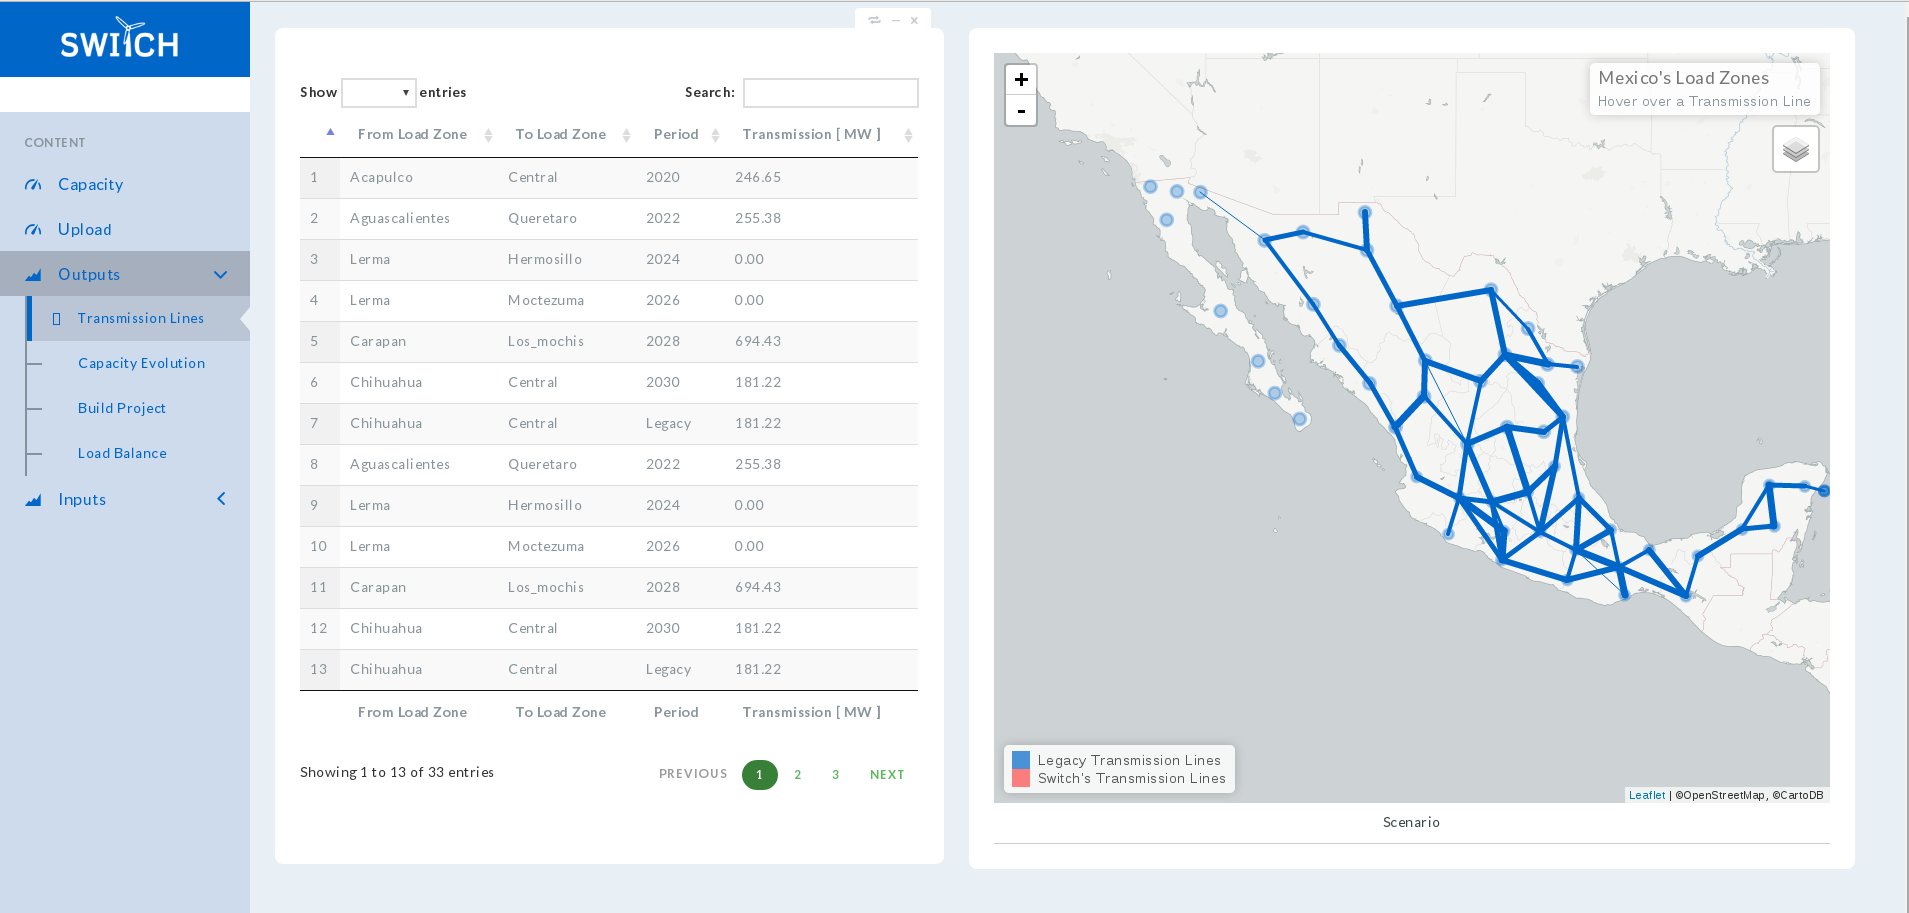 SWITCH
CONTENT
Capacity
Upload
Outputs
Transmission Lines
Capacity Evolution
Build Project
Load Balance
Inputs
Show entries Search:
From Load Zone To Load Zone Period Transmission [ MW ]
1 Acapulco Central 2020 246.65
2 Aguascalientes Queretaro 2022 255.38
3 Lerma Hermosillo 2024 0.00
4 Lerma Moctezuma 2026 0.00
5 Carapan Los_mochis 2028 694.43
6 Chihuahua Central 2030 181.22
7 Chihuahua Central Legacy 181.22
8 Aguascalientes Queretaro 2022 255.38
9 Lerma Hermosillo 2024 0.00
10 Lerma Moctezuma 2026 0.00
11 Carapan Los_mochis 2028 694.43
12 Chihuahua Central 2030 181.22
13 Chihuahua Central Legacy 181.22
From Load Zone To Load Zone Period Transmission [ MW ]
Showing 1 to 13 of 33 entries PREVIOUS 1 2 3 NEXT
+
-
Mexico's Load Zones
Hover over a Transmission Line
Legacy Transmission Lines
Switch's Transmission Lines
Leaflet | ©OpenStreetMap, ©CartoDB
Scenario